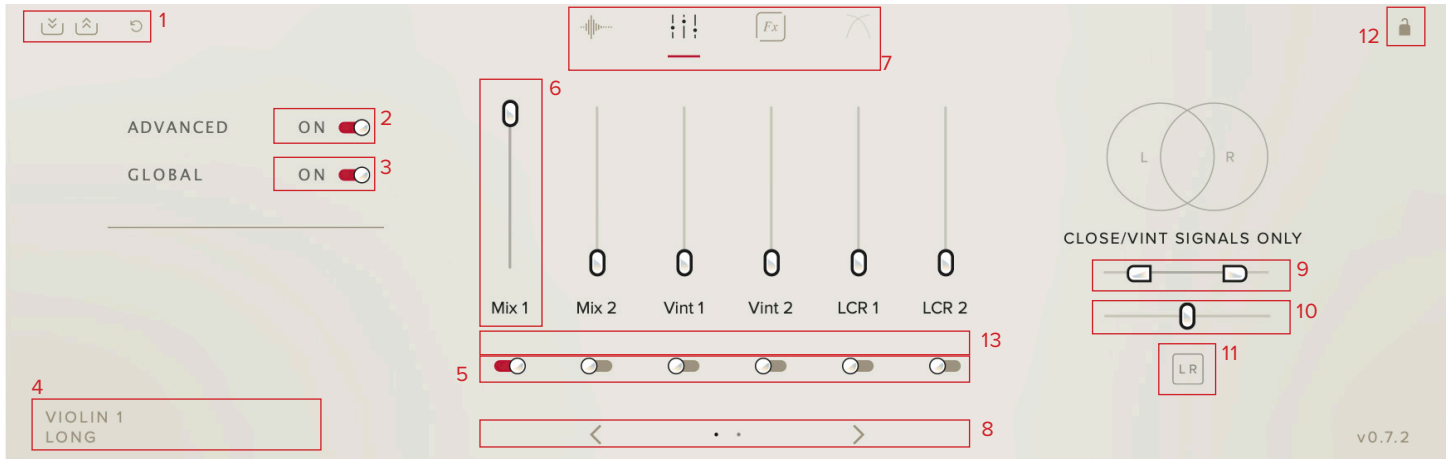 1
12
Fx
7
6
ADVANCED ON 2
GLOBAL ON 3
L R
CLOSE/VINT SIGNALS ONLY
9
Mix 1 Mix 2 Vint 1 Vint 2 LCR 1 LCR 2
10
13
5
11
L R
4
VIOLIN 1
LONG
8
v0.7.2